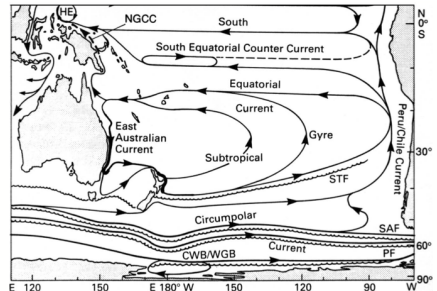 HE
NGCC
South
N
0°
S
South Equatorial Counter Current
Equatorial
Current
East
Australian
Current
Gyre
Subtropical
Peru/Chile Current
30°
STF
Circumpolar
SAF
Current
60°
PF
CWB/WGB
90°
E 120 150 E 180° W 150 120 90 W